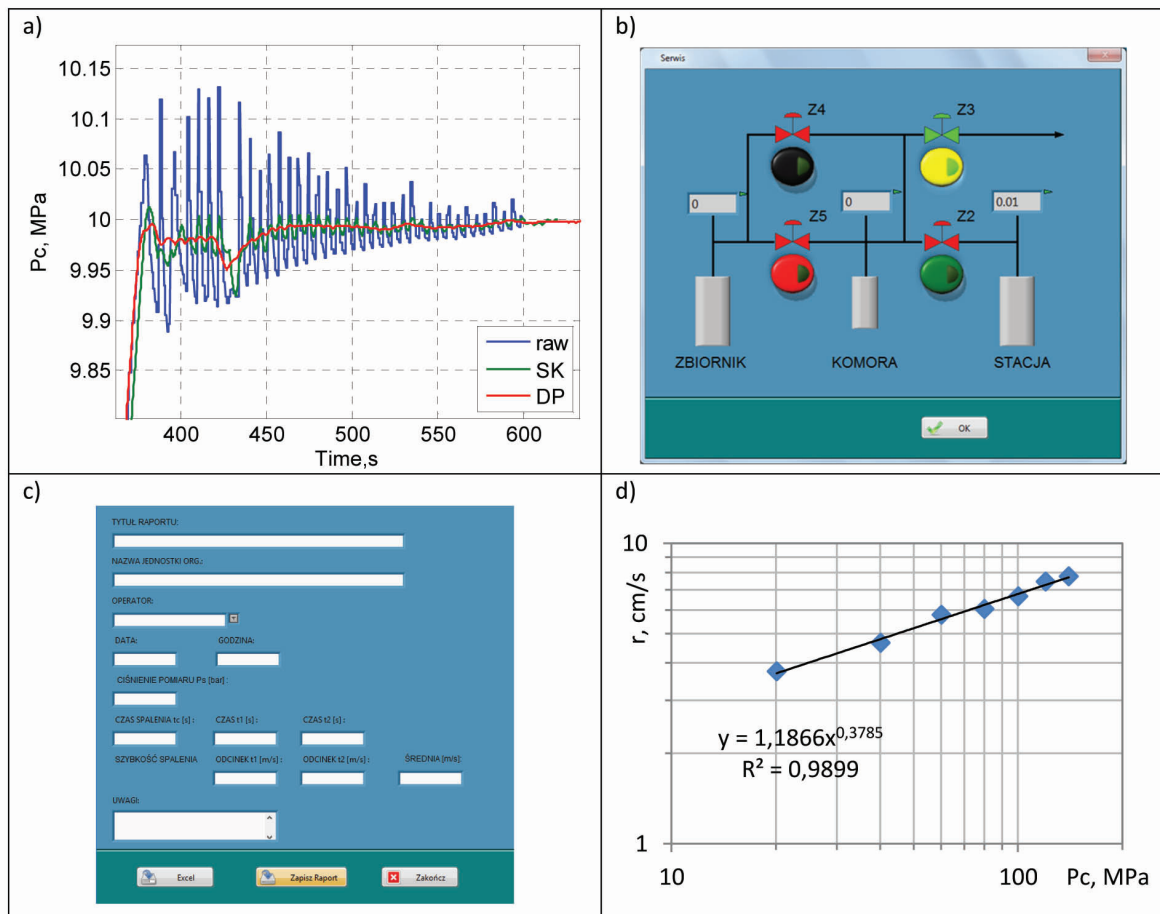 a)
10.15
10.1
10.05
10
9.95
9.9
9.85
Pc, MPa
400 450 500 550 600
Time,s
raw
SK
DP
b)
Serwis
Z4 Z3
0 0 0.01
Z5 Z2
ZBIORNIK KOMORA STACJA
OK
c)
TYTUŁ RAPORTU:
NAZWA JEDNOSTKI ORG.:
OPERATOR:
DATA: GODZINA:
CIŚNIENIE POMIARU Ps [bar] :
CZAS SPALENIA tc [s] : CZAS t1 [s] : CZAS t2 [s] :
SZYBKOŚĆ SPALENIA ODCINEK t1 [m/s] : ODCINEK t2 [m/s] : ŚREDNIA [m/s]:
UWAGI:
Excel Zapisz Raport Zakończ
d)
10
r, cm/s
y = 1,1866x^0,3785
R² = 0,9899
1
10 100 Pc, MPa